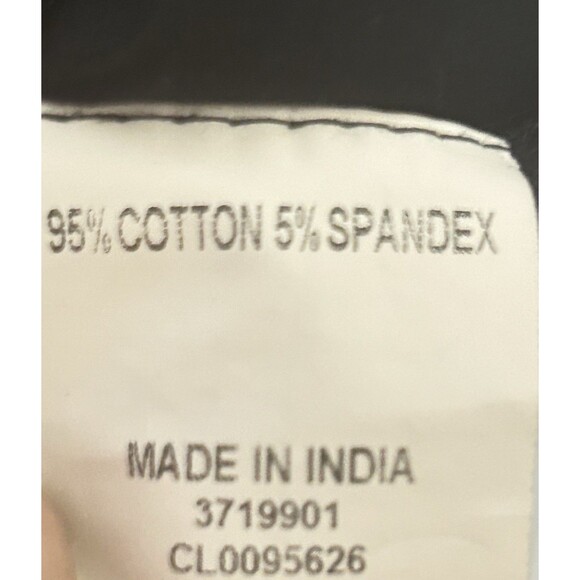 95% COTTON 5% SPANDEX
MADE IN INDIA
3719901
CL0095626